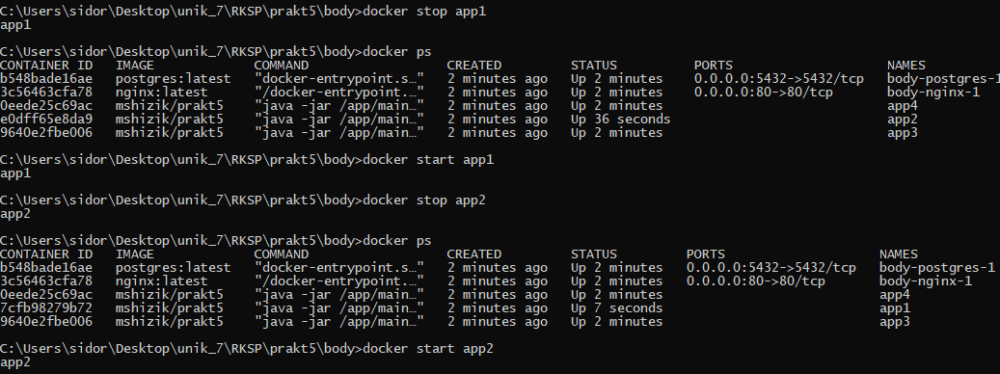 C:\Users\sidor\Desktop\unik_7\RKSP\prakt5\body>docker stop app1
app1
C:\Users\sidor\Desktop\unik_7\RKSP\prakt5\body>docker ps
CONTAINER ID   IMAGE             COMMAND                  CREATED         STATUS          PORTS                    NAMES
b548bade16ae   postgres:latest   "docker-entrypoint.s…"   2 minutes ago   Up 2 minutes    0.0.0.0:5432->5432/tcp   body-postgres-1
3c56463cfa78   nginx:latest      "/docker-entrypoint.…"   2 minutes ago   Up 2 minutes    0.0.0.0:80->80/tcp       body-nginx-1
0eede25c69ac   mshizik/prakt5    "java -jar /app/main…"   2 minutes ago   Up 2 minutes                             app4
e0dff65e8da9   mshizik/prakt5    "java -jar /app/main…"   2 minutes ago   Up 36 seconds                            app2
9640e2fbe006   mshizik/prakt5    "java -jar /app/main…"   2 minutes ago   Up 2 minutes                             app3
C:\Users\sidor\Desktop\unik_7\RKSP\prakt5\body>docker start app1
app1
C:\Users\sidor\Desktop\unik_7\RKSP\prakt5\body>docker stop app2
app2
C:\Users\sidor\Desktop\unik_7\RKSP\prakt5\body>docker ps
CONTAINER ID   IMAGE             COMMAND                  CREATED         STATUS         PORTS                    NAMES
b548bade16ae   postgres:latest   "docker-entrypoint.s…"   2 minutes ago   Up 2 minutes   0.0.0.0:5432->5432/tcp   body-postgres-1
3c56463cfa78   nginx:latest      "/docker-entrypoint.…"   2 minutes ago   Up 2 minutes   0.0.0.0:80->80/tcp       body-nginx-1
0eede25c69ac   mshizik/prakt5    "java -jar /app/main…"   2 minutes ago   Up 2 minutes                            app4
7cfb98279b72   mshizik/prakt5    "java -jar /app/main…"   2 minutes ago   Up 7 seconds                            app1
9640e2fbe006   mshizik/prakt5    "java -jar /app/main…"   2 minutes ago   Up 2 minutes                            app3
C:\Users\sidor\Desktop\unik_7\RKSP\prakt5\body>docker start app2
app2